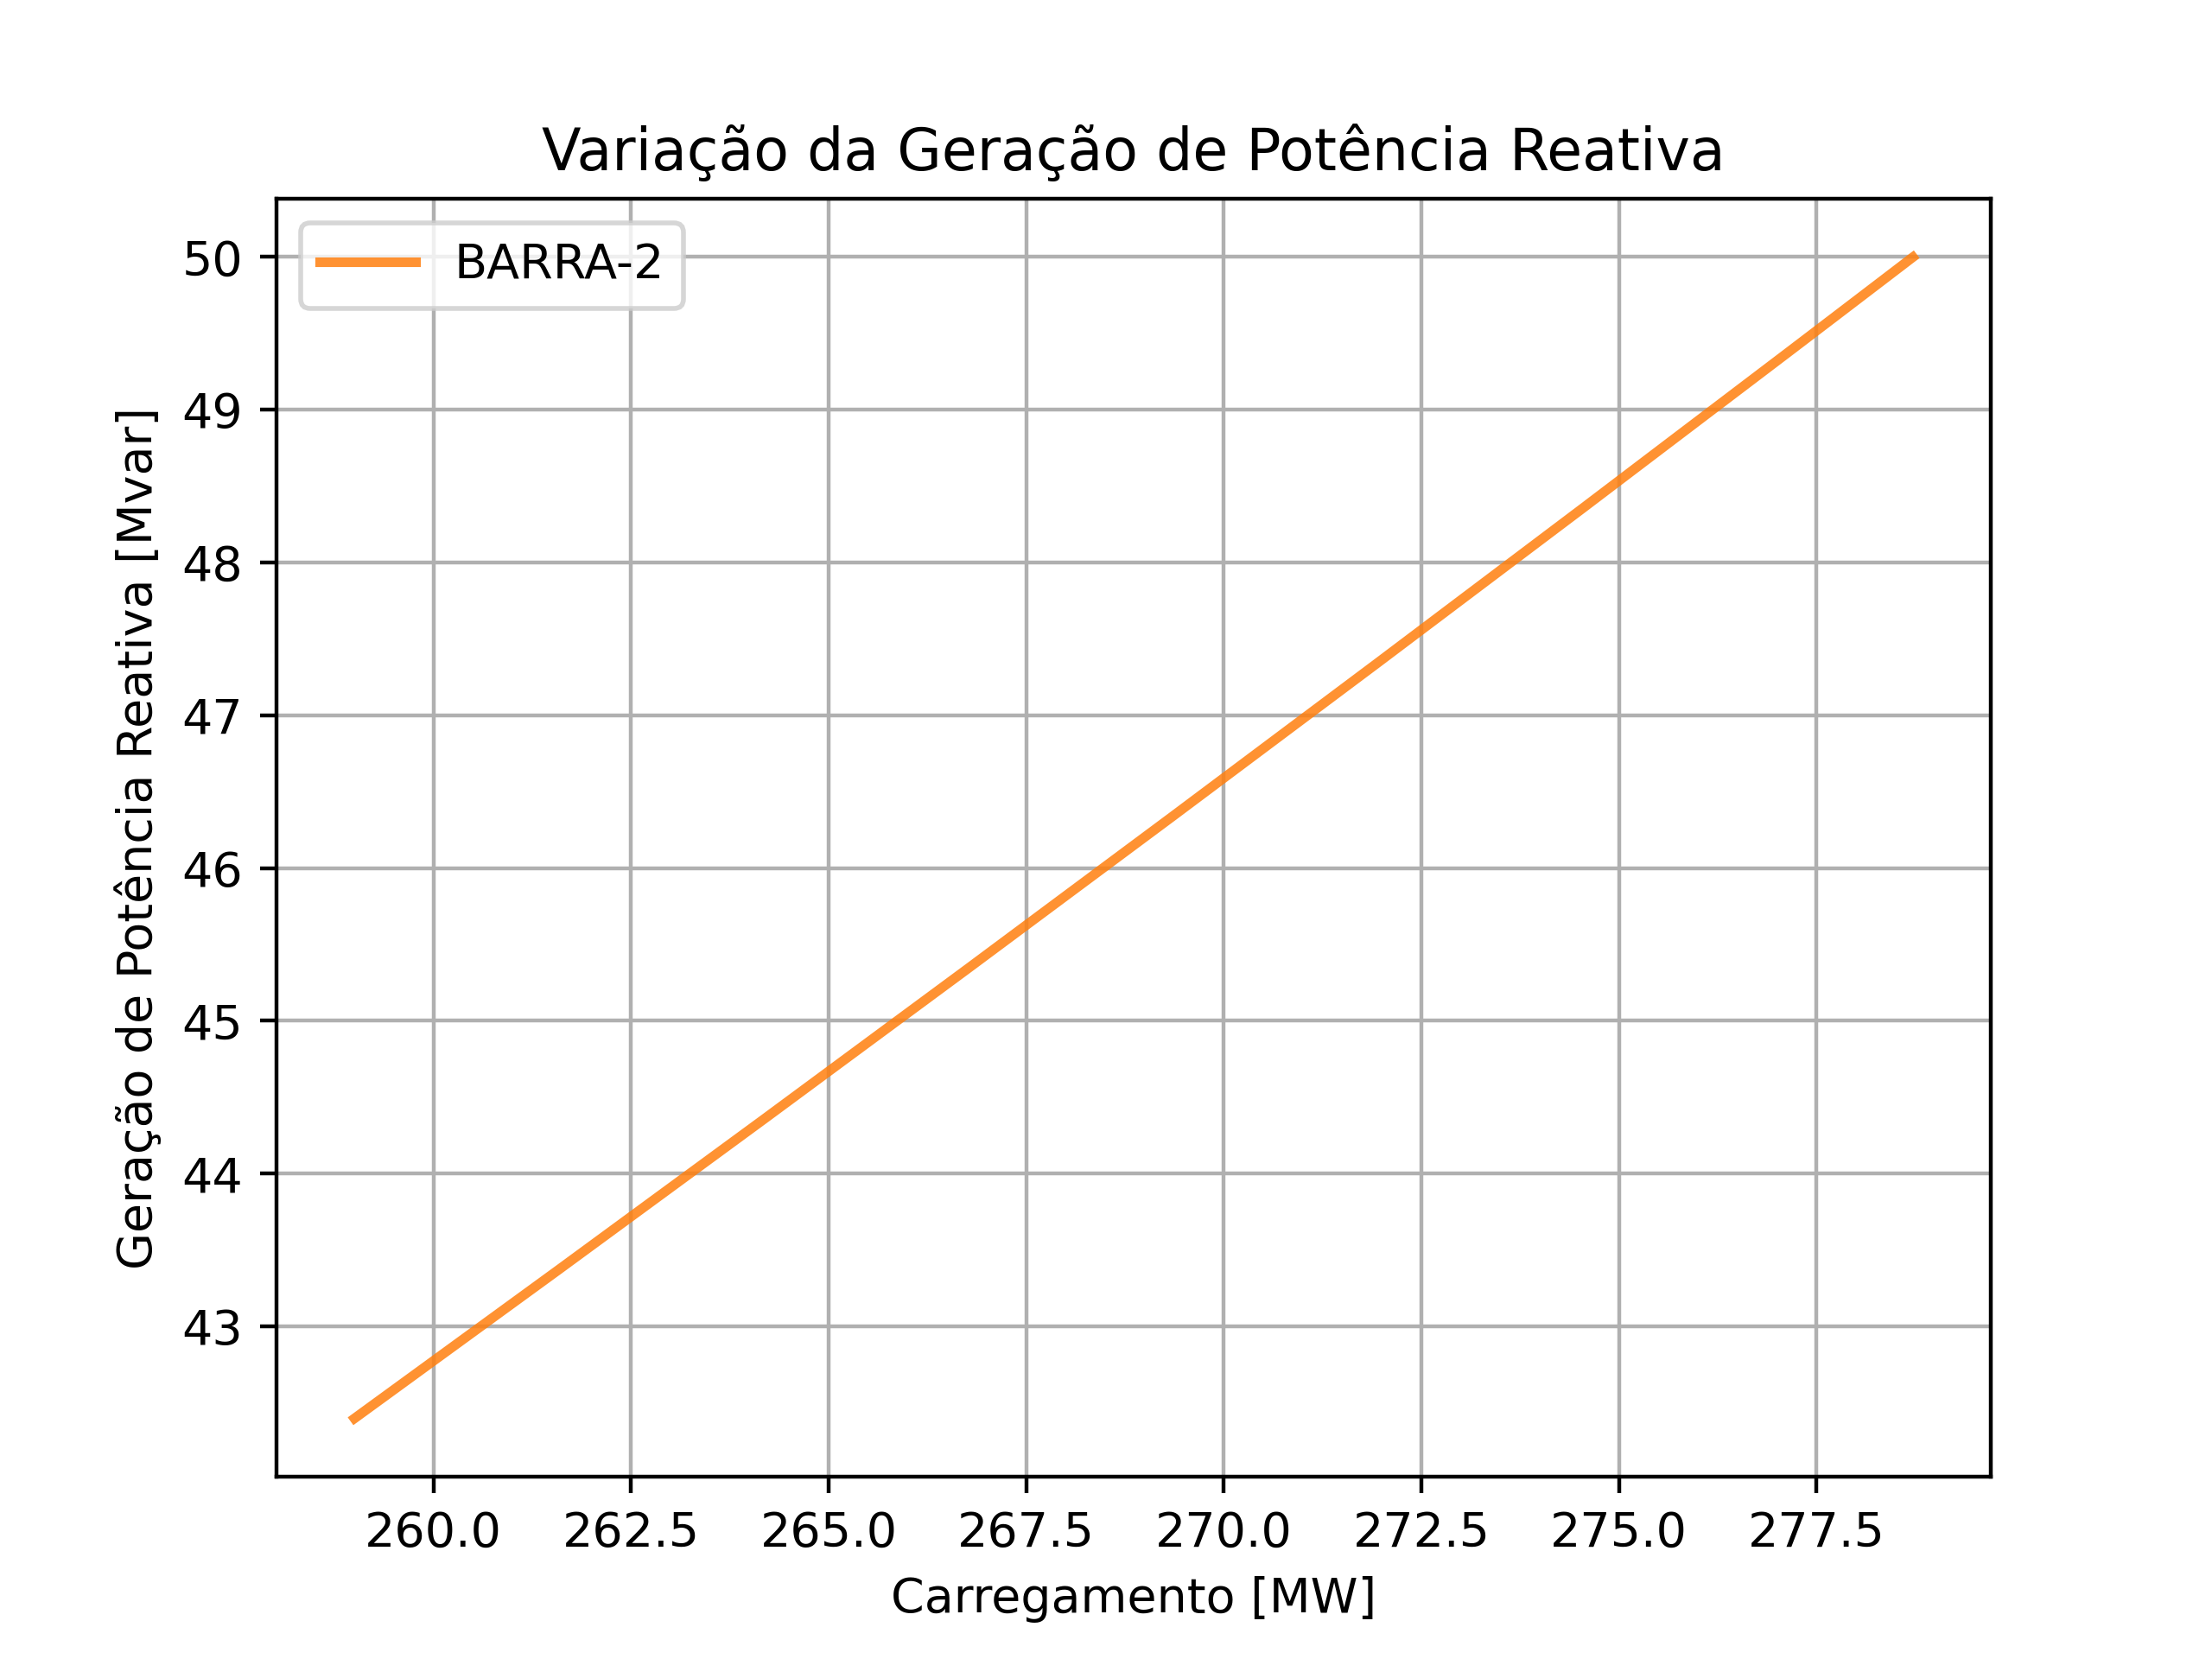 Variação da Geração de Potência Reativa
BARRA-2
Geração de Potência Reativa [Mvar]
50
49
48
47
46
45
44
43
260.0 262.5 265.0 267.5 270.0 272.5 275.0 277.5
Carregamento [MW]